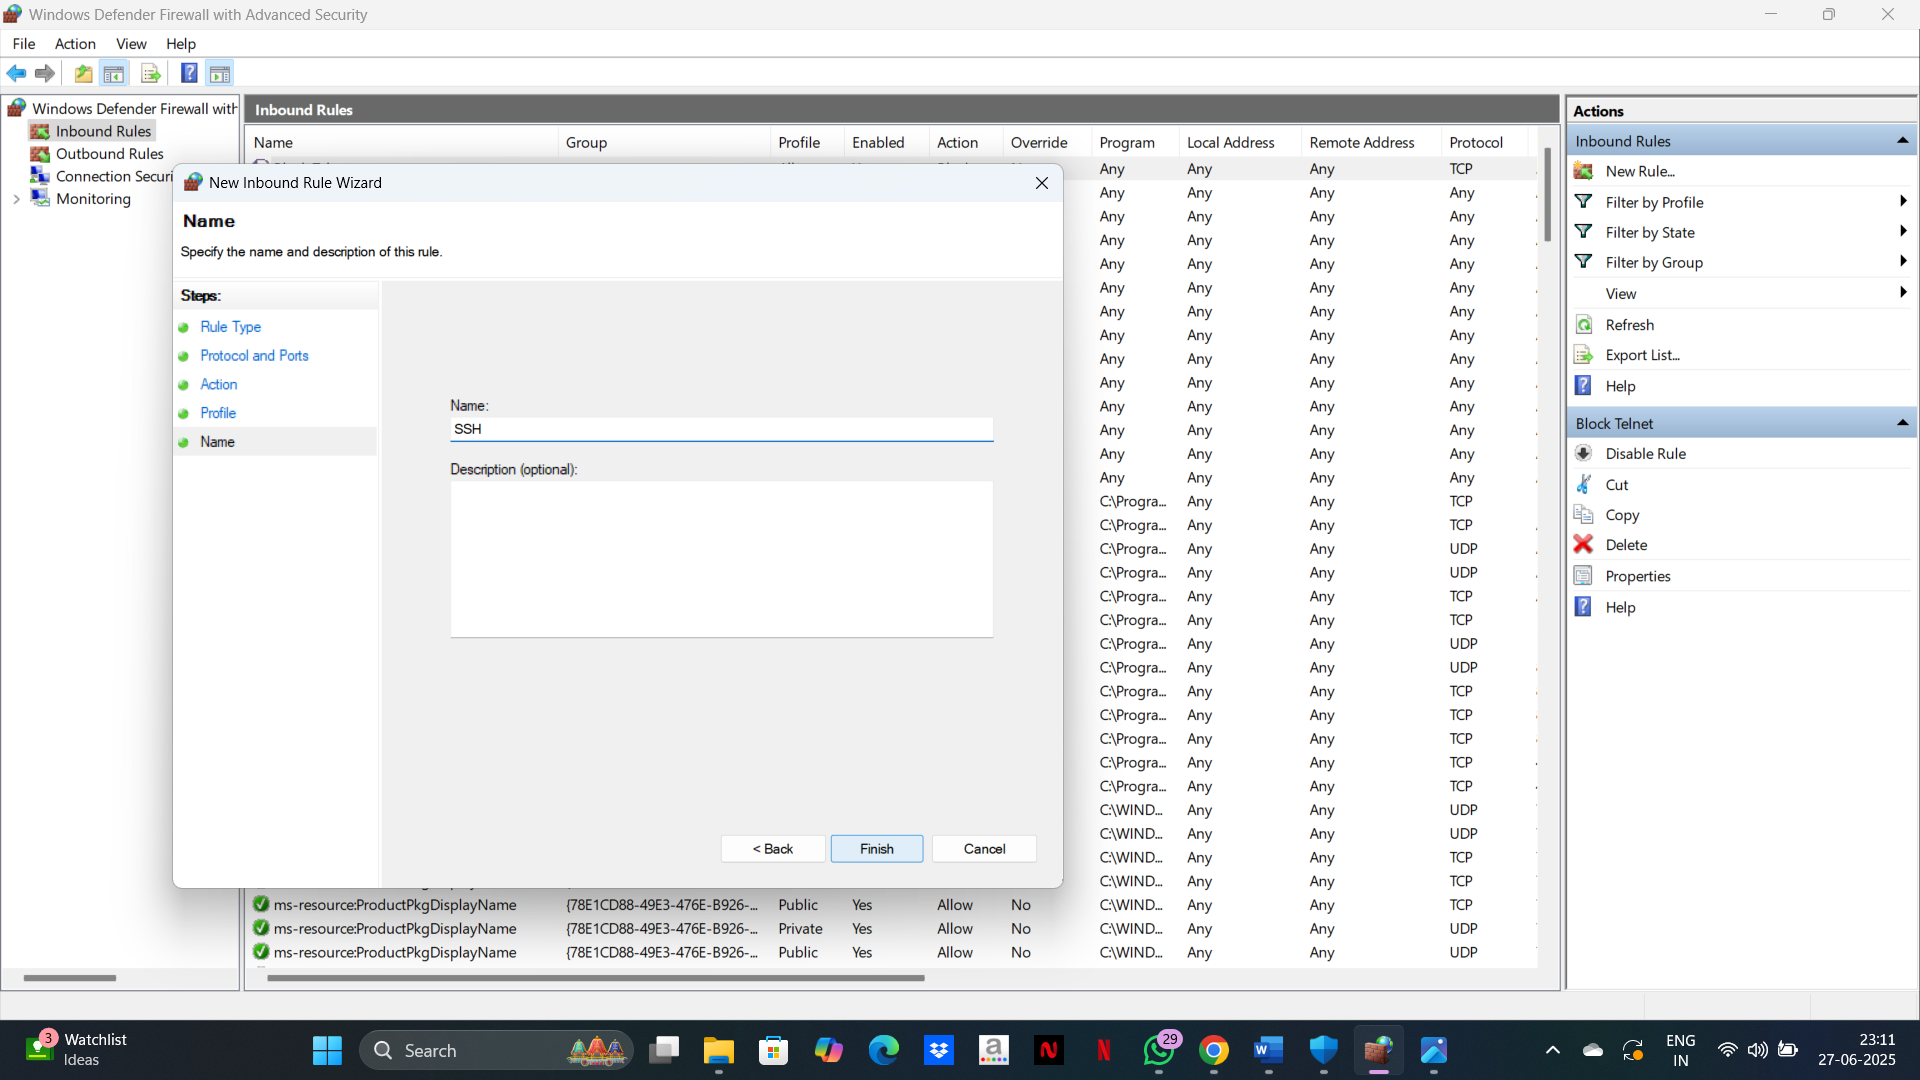 Windows Defender Firewall with Advanced Security
File Action View Help
Windows Defender Firewall with
Inbound Rules
Outbound Rules
Connection Securi
Monitoring
Inbound Rules
Name Group Profile Enabled Action Override Program Local Address Remote Address Protocol
Any Any Any TCP
Any Any Any Any
Any Any Any Any
Any Any Any Any
Any Any Any Any
Any Any Any Any
Any Any Any Any
Any Any Any Any
Any Any Any Any
Any Any Any Any
Any Any Any Any
Any Any Any Any
Any Any Any Any
Any Any Any Any
C:\Progra... Any Any TCP
C:\Progra... Any Any TCP
C:\Progra... Any Any UDP
C:\Progra... Any Any UDP
C:\Progra... Any Any TCP
C:\Progra... Any Any TCP
C:\Progra... Any Any UDP
C:\Progra... Any Any UDP
C:\Progra... Any Any TCP
C:\Progra... Any Any TCP
C:\Progra... Any Any TCP
C:\Progra... Any Any TCP
C:\Progra... Any Any TCP
C:\WIND... Any Any UDP
C:\WIND... Any Any UDP
C:\WIND... Any Any TCP
C:\WIND... Any Any TCP
ms-resource:ProductPkgDisplayName {78E1CD88-49E3-476E-B926-... Public Yes Allow No C:\WIND... Any Any TCP
ms-resource:ProductPkgDisplayName {78E1CD88-49E3-476E-B926-... Private Yes Allow No C:\WIND... Any Any UDP
ms-resource:ProductPkgDisplayName {78E1CD88-49E3-476E-B926-... Public Yes Allow No C:\WIND... Any Any UDP
New Inbound Rule Wizard
Name
Specify the name and description of this rule.
Steps:
Rule Type
Protocol and Ports
Action
Profile
Name
Name:
SSH
Description (optional):
< Back Finish Cancel
Actions
Inbound Rules
New Rule...
Filter by Profile
Filter by State
Filter by Group
View
Refresh
Export List...
Help
Block Telnet
Disable Rule
Cut
Copy
Delete
Properties
Help
3 Watchlist
Ideas
Search
a
N
N
29
W
ENG
IN
23:11
27-06-2025